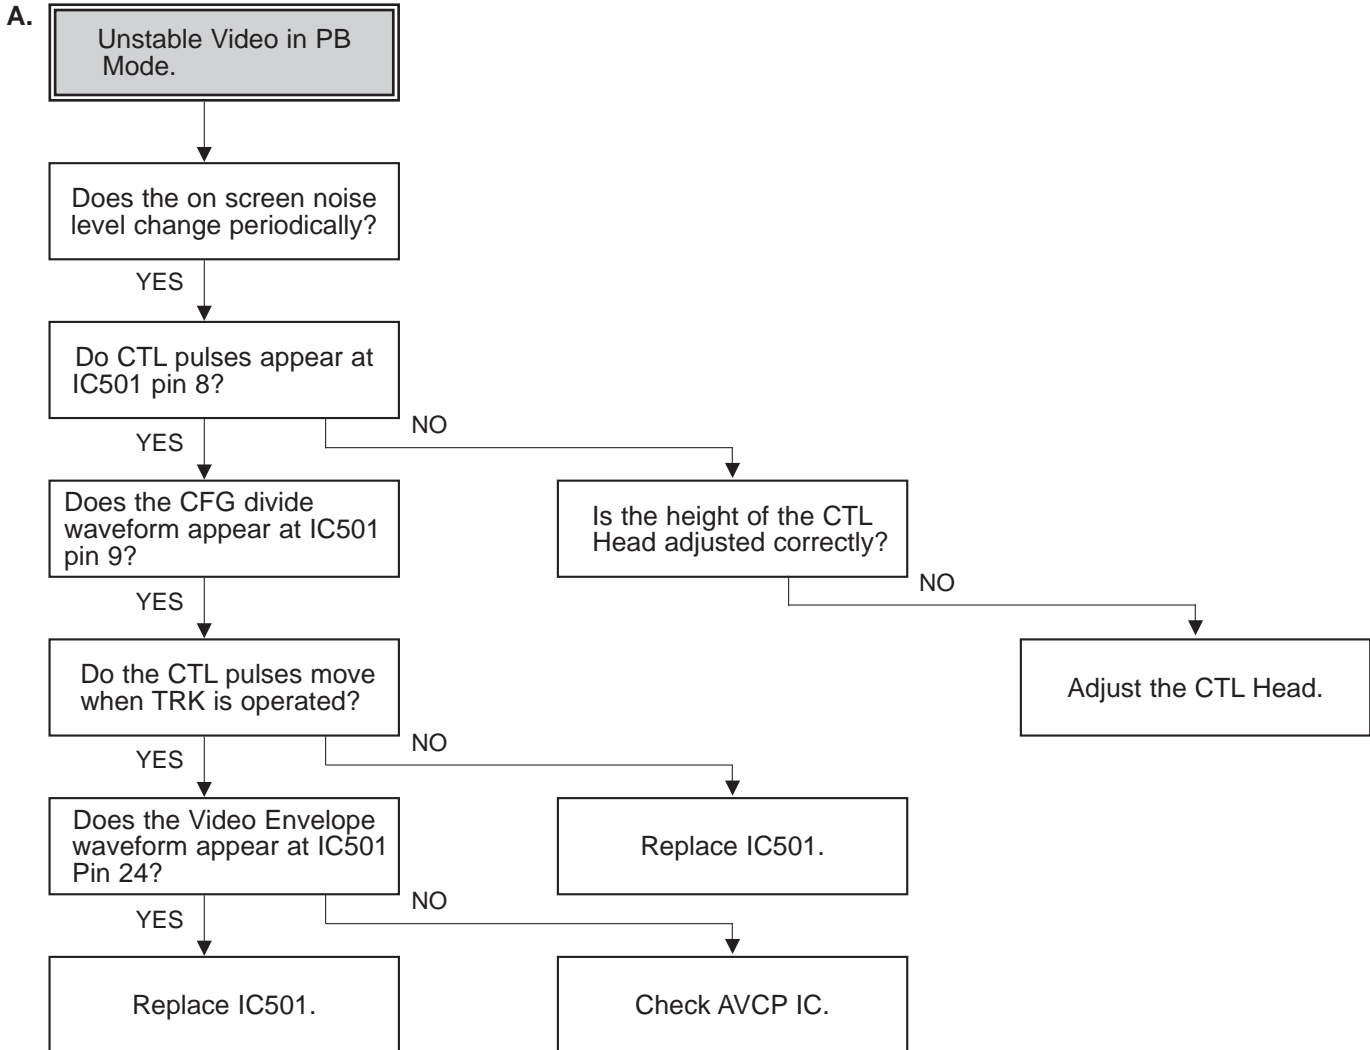 A.
Unstable Video in PB
Mode.
Does the on screen noise
level change periodically?
YES
Do CTL pulses appear at
IC501 pin 8?
YES
NO
Does the CFG divide
waveform appear at IC501
pin 9?
Is the height of the CTL
Head adjusted correctly?
YES
NO
Do the CTL pulses move
when TRK is operated?
Adjust the CTL Head.
YES
NO
Does the Video Envelope
waveform appear at IC501
Pin 24?
Replace IC501.
YES
NO
Replace IC501.
Check AVCP IC.